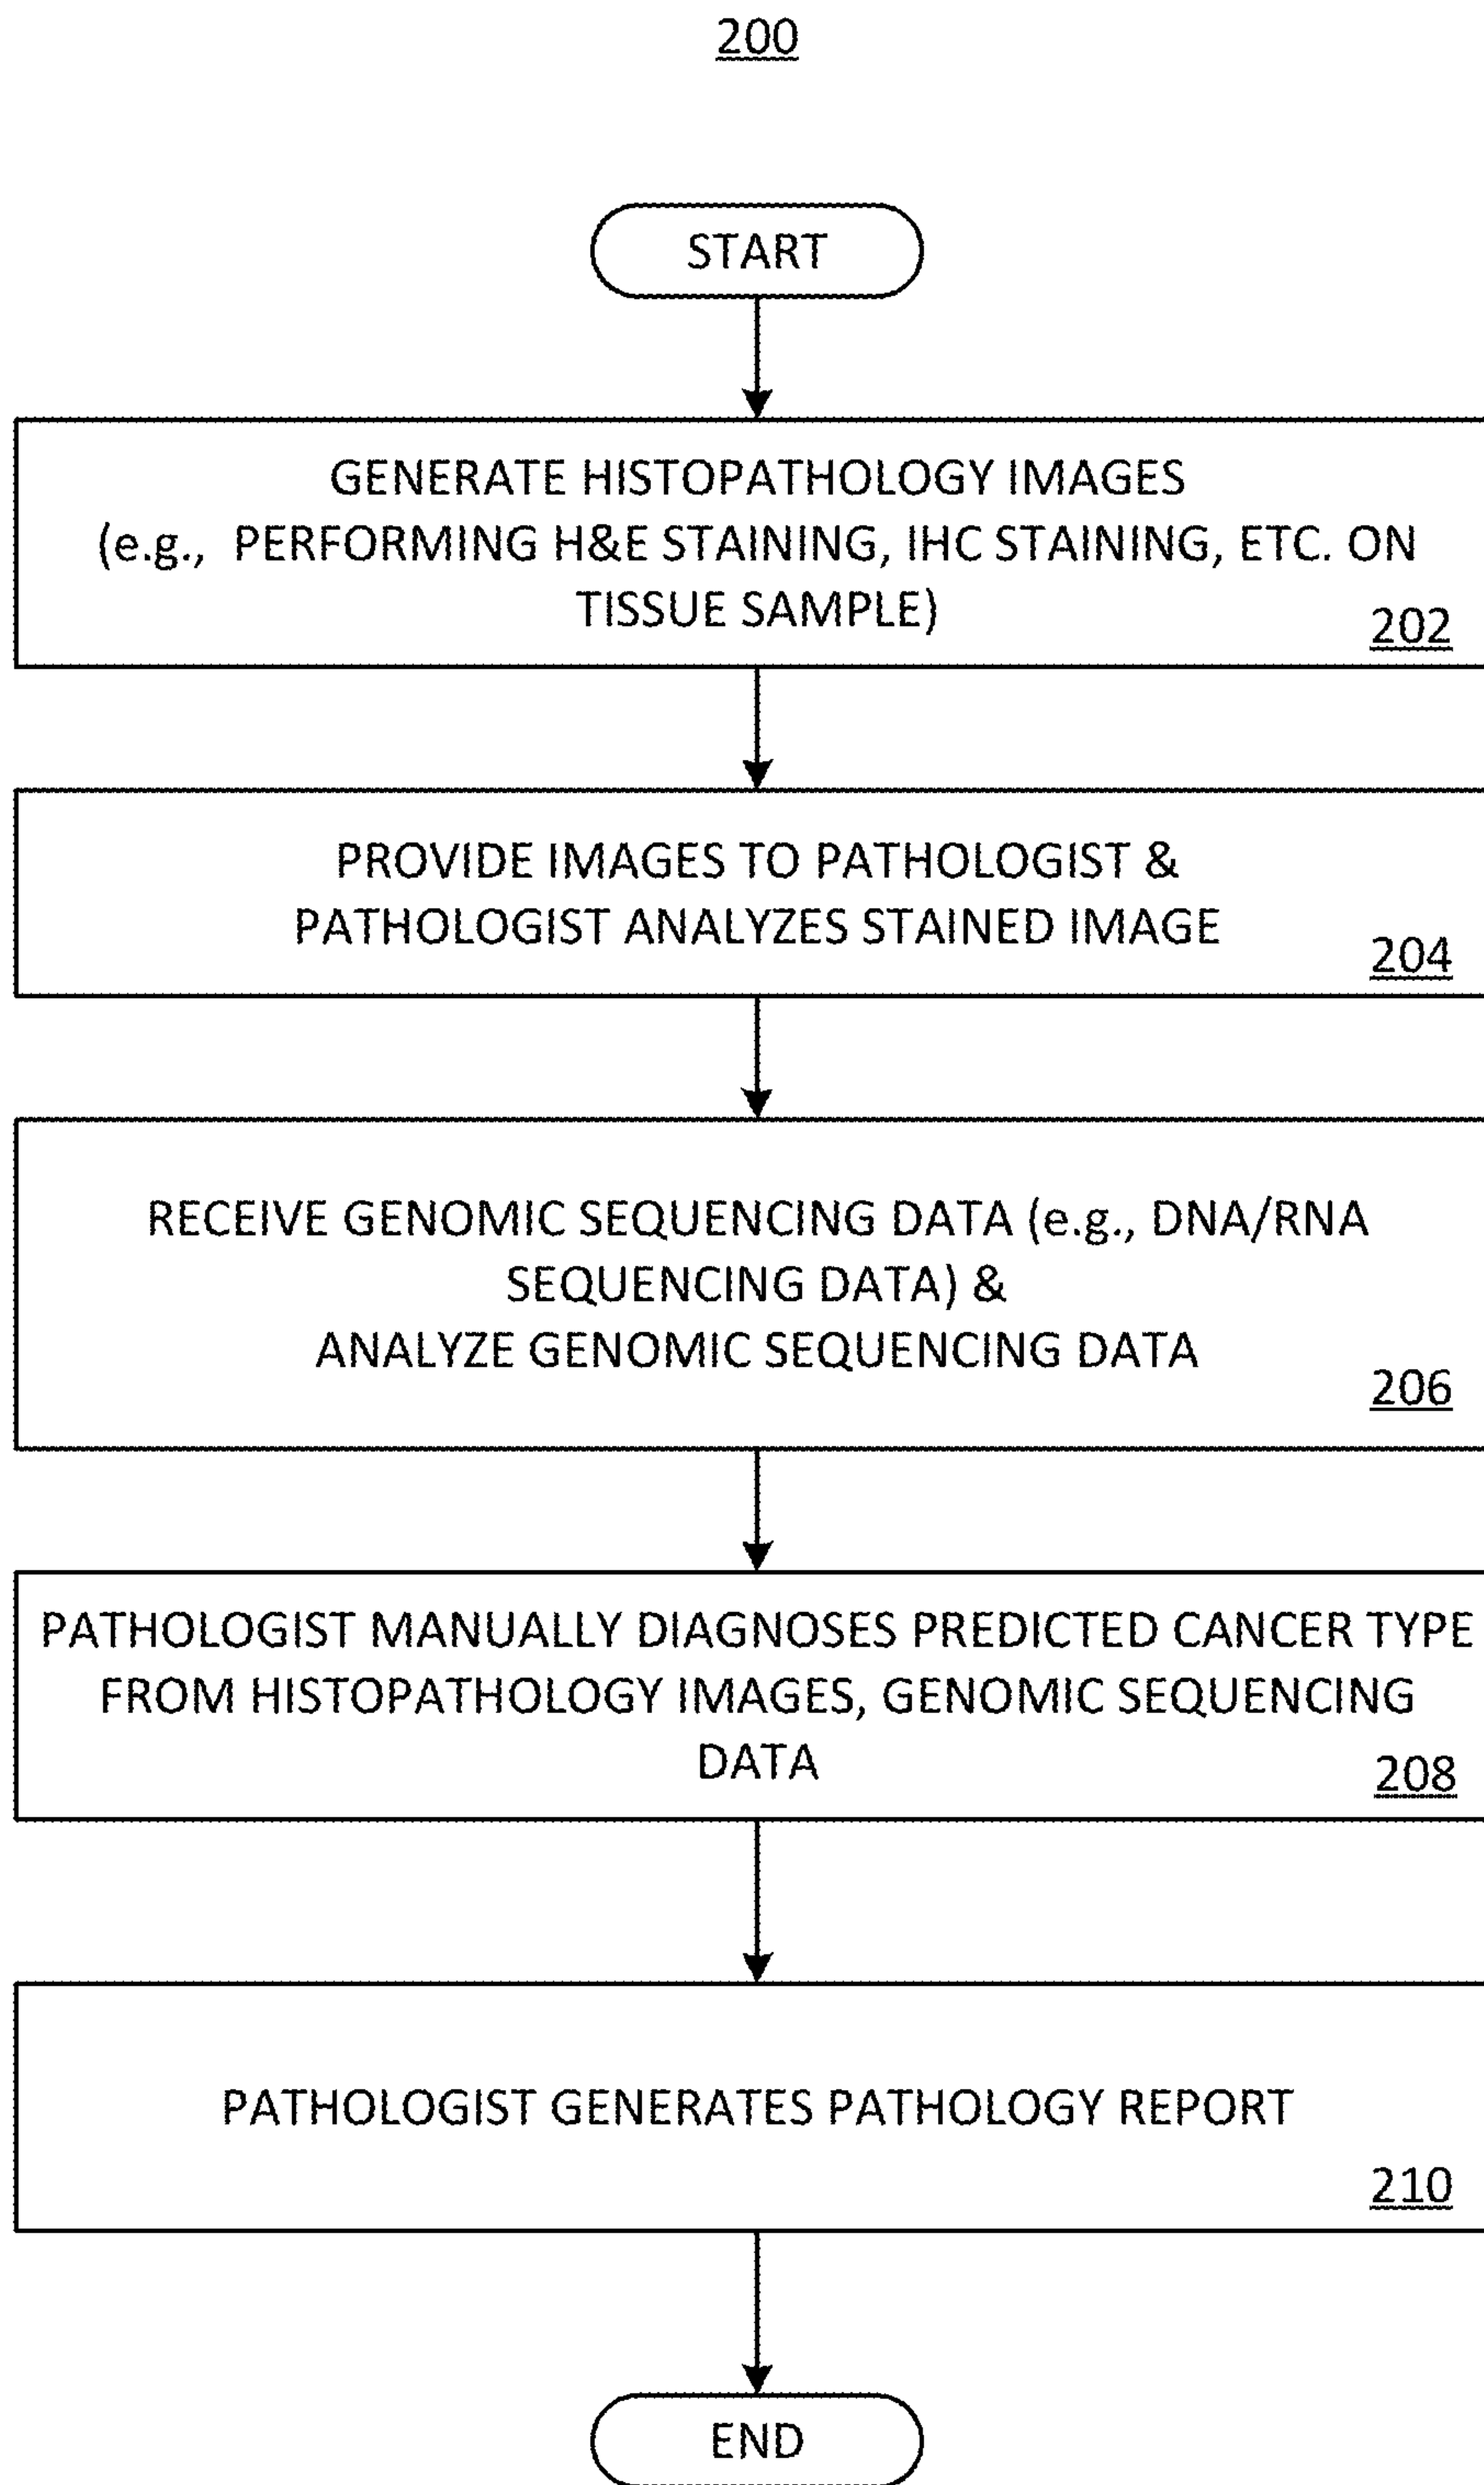 200
START
GENERATE HISTOPATHOLOGY IMAGES
(e.g., PERFORMING H&E STAINING, IHC STAINING, ETC. ON
TISSUE SAMPLE)
202
PROVIDE IMAGES TO PATHOLOGIST &
PATHOLOGIST ANALYZES STAINED IMAGE
204
RECEIVE GENOMIC SEQUENCING DATA (e.g., DNA/RNA
SEQUENCING DATA) &
ANALYZE GENOMIC SEQUENCING DATA
206
PATHOLOGIST MANUALLY DIAGNOSES PREDICTED CANCER TYPE
FROM HISTOPATHOLOGY IMAGES, GENOMIC SEQUENCING
DATA
208
PATHOLOGIST GENERATES PATHOLOGY REPORT
210
END